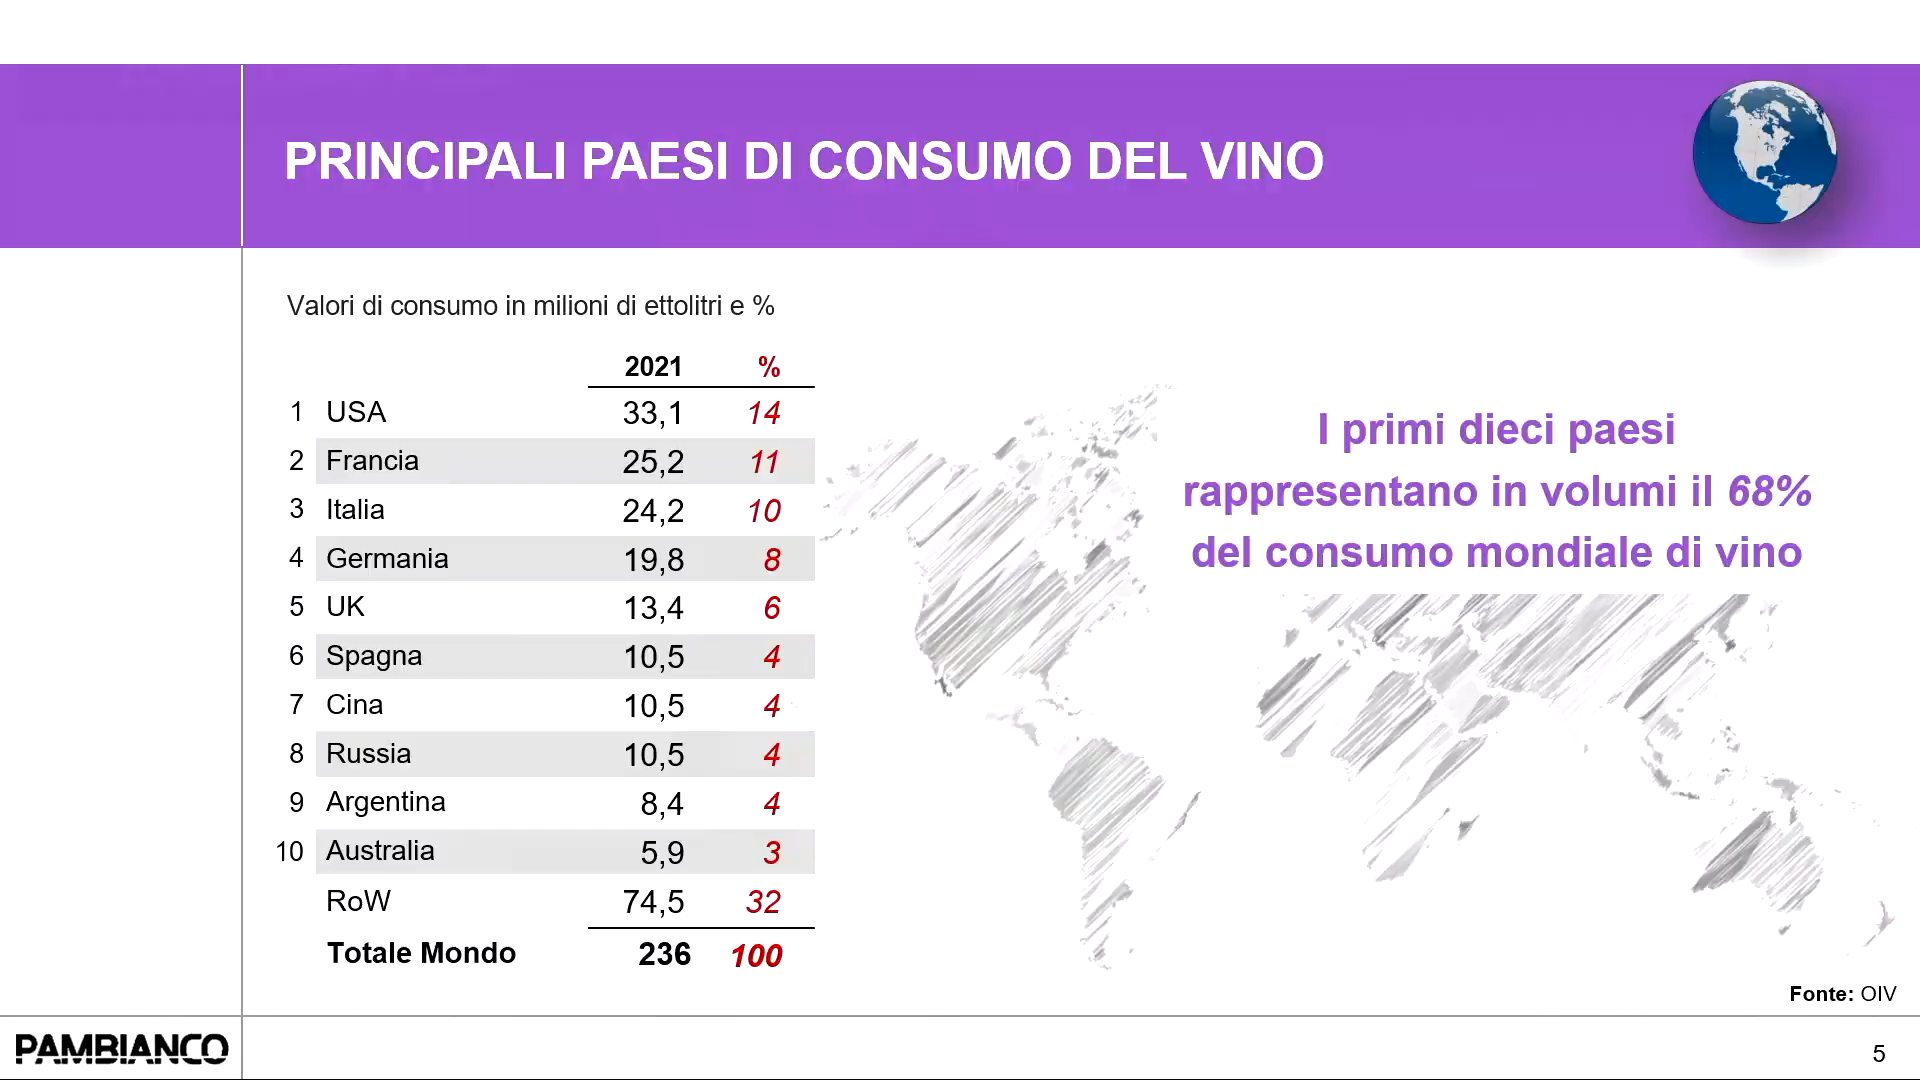 PRINCIPALI PAESI DI CONSUMO DEL VINO
Valori di consumo in milioni di ettolitri e %
2021 %
1 USA 33,1 14
2 Francia 25,2 11
3 Italia 24,2 10
4 Germania 19,8 8
5 UK 13,4 6
6 Spagna 10,5 4
7 Cina 10,5 4
8 Russia 10,5 4
9 Argentina 8,4 4
10 Australia 5,9 3
RoW 74,5 32
Totale Mondo 236 100
I primi dieci paesi
rappresentano in volumi il 68%
del consumo mondiale di vino
Fonte: OIV
PAMBIANCO
5